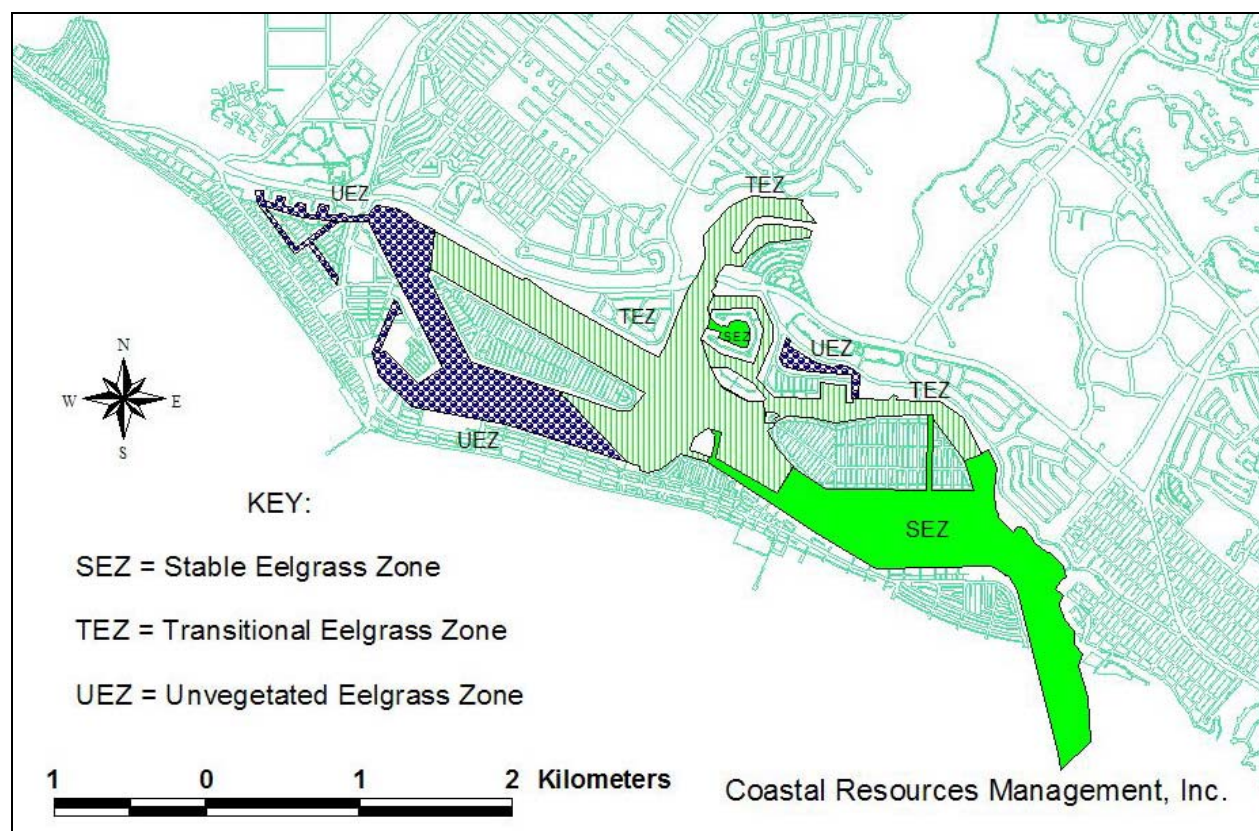 TEZ
UEZ
TEZ
SEZ
UEZ
TEZ
N
W E
S
UEZ
KEY:
SEZ
SEZ = Stable Eelgrass Zone
TEZ = Transitional Eelgrass Zone
UEZ = Unvegetated Eelgrass Zone
1 0 1 2 Kilometers
Coastal Resources Management, Inc.